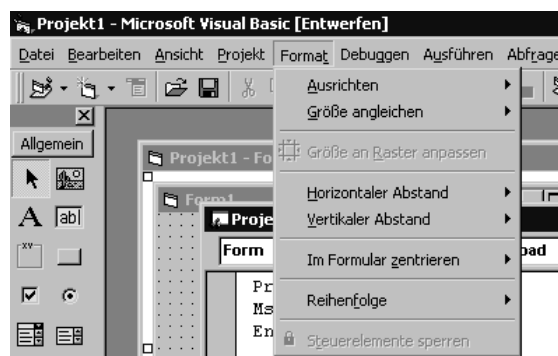 Projekt1 - Microsoft Visual Basic [Entwerfen]
Datei Bearbeiten Ansicht Projekt Format Debuggen Ausführen Abfrage
Allgemein
A ab
xv
Ausrichten
Größe angleichen
Größe an Raster anpassen
Horizontaler Abstand
Vertikaler Abstand
Im Formular zentrieren
Reihenfolge
Steuerelemente sperren
Projekt1 - Fo
Form1
Proje
Form
oad
Pr
Ms
En